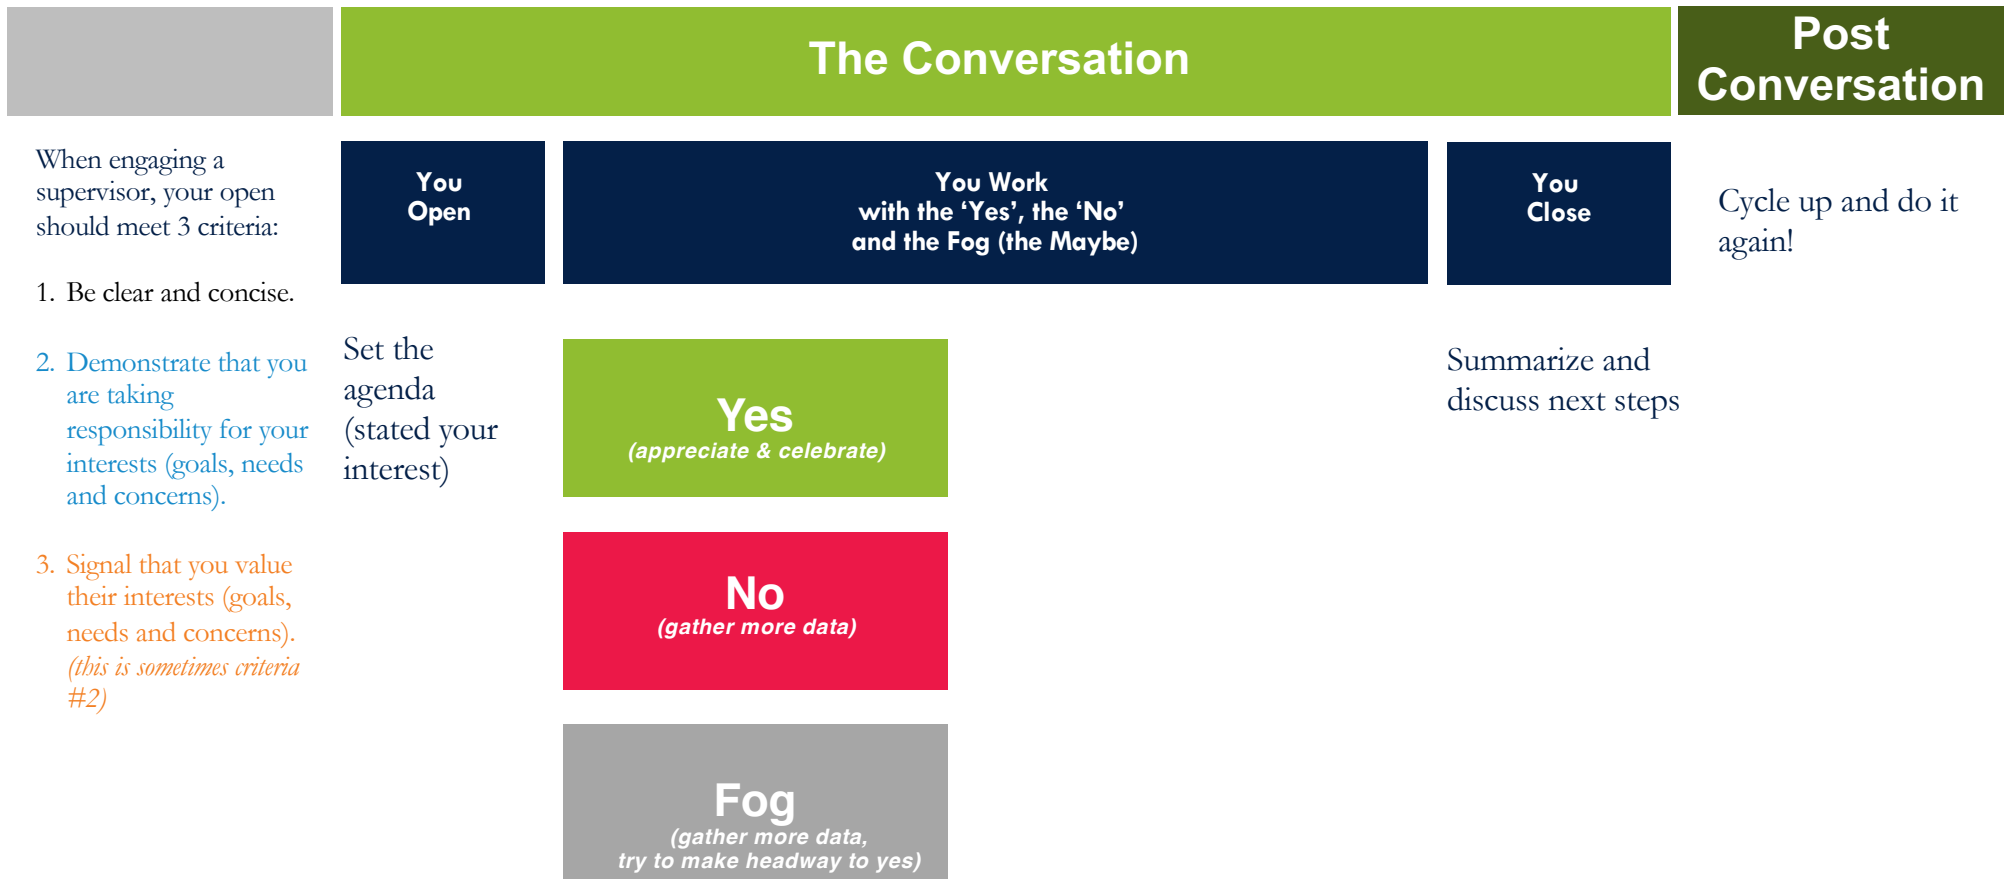 The Conversation
Post
Conversation
When engaging a
supervisor, your open
should meet 3 criteria:
1. Be clear and concise.
2. Demonstrate that you
are taking
responsibility for your
interests (goals, needs
and concerns).
3. Signal that you value
their interests (goals,
needs and concerns).
(this is sometimes criteria
#2)
You
Open
Set the
agenda
(stated your
interest)
You Work
with the ‘Yes’, the ‘No’
and the Fog (the Maybe)
Yes
(appreciate & celebrate)
No
(gather more data)
Fog
(gather more data,
try to make headway to yes)
You
Close
Summarize and
discuss next steps
Cycle up and do it
again!